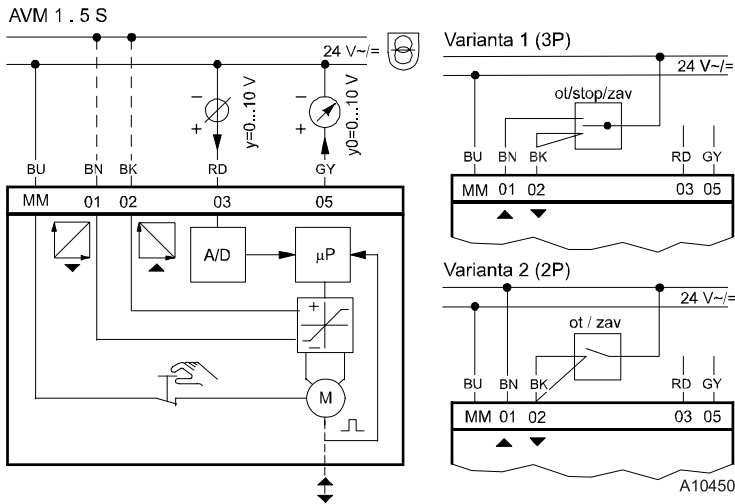 AVM 1 . 5 S
24 V~/=
y=0...10 V
y0=0...10 V
−
+
−
+
BU BN BK RD GY
MM 01 02 03 05
A/D
µP
+
−
M
Varianta 1 (3P)
24 V~/=
ot/stop/zav
BU BN BK RD GY
MM 01 02 03 05
Varianta 2 (2P)
24 V~/=
ot / zav
BU BN BK RD GY
MM 01 02 03 05
A10450